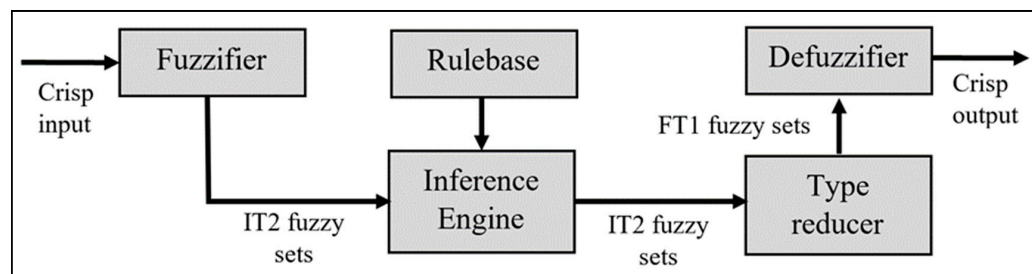 Fuzzifier
Rulebase
Defuzzifier
Crisp
input
Crisp
output
FT1 fuzzy sets
Inference
Engine
Type
reducer
IT2 fuzzy
sets
IT2 fuzzy
sets